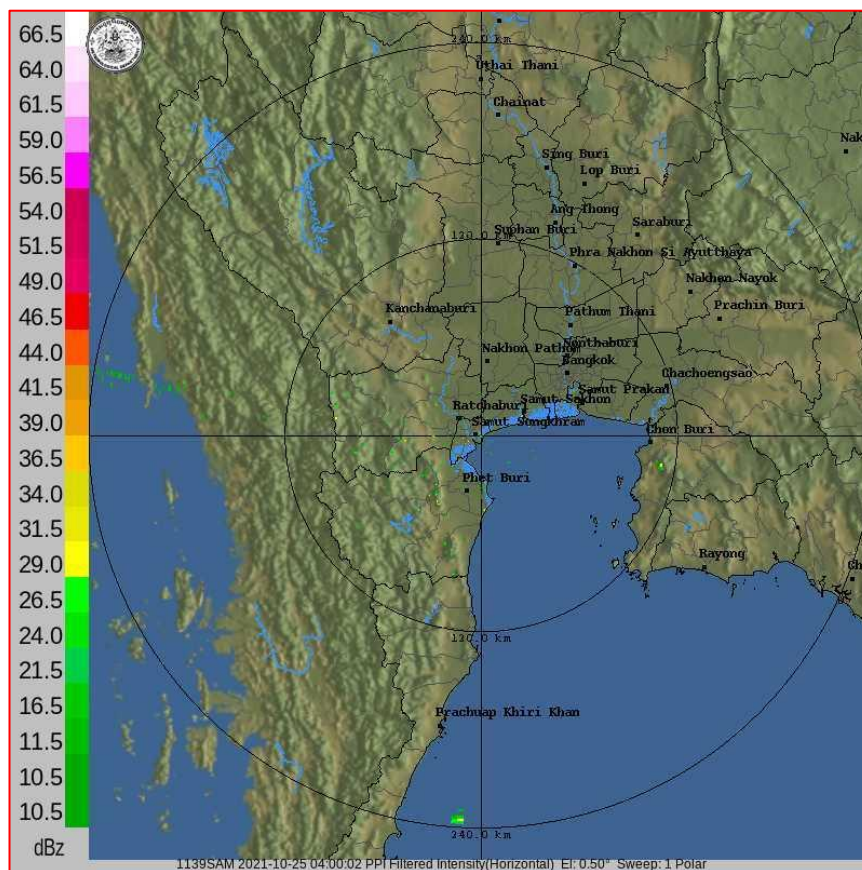 66.5
64.0
61.5
59.0
56.5
54.0
51.5
49.0
46.5
44.0
41.5
39.0
36.5
34.0
31.5
29.0
26.5
24.0
21.5
16.5
11.5
10.5
10.5
dBz
240.0 km
Uthai Thani
Chainat
Sing Buri
Lop Buri
Nak
Ang Thong
Suphan Buri
Saraburi
120.0 km
Phra Nakhon Si Ayutthaya
Nakhon Nayok
Kanchanaburi
Pathum Thani
Prachin Buri
Nonthaburi
Nakhon Pathom
Bangkok
Chachoengsao
Samut Prakan
Samut Sakhon
Ratchaburi
Samut Songkhram
Chon Buri
Phet Buri
Rayong
Ch
120.0 km
Prachuap Khiri Khan
240.0 km
1139SAM 2021-10-25 04:00:02 PPI Filtered Intensity(Horizontal) El: 0.50° Sweep: 1 Polar